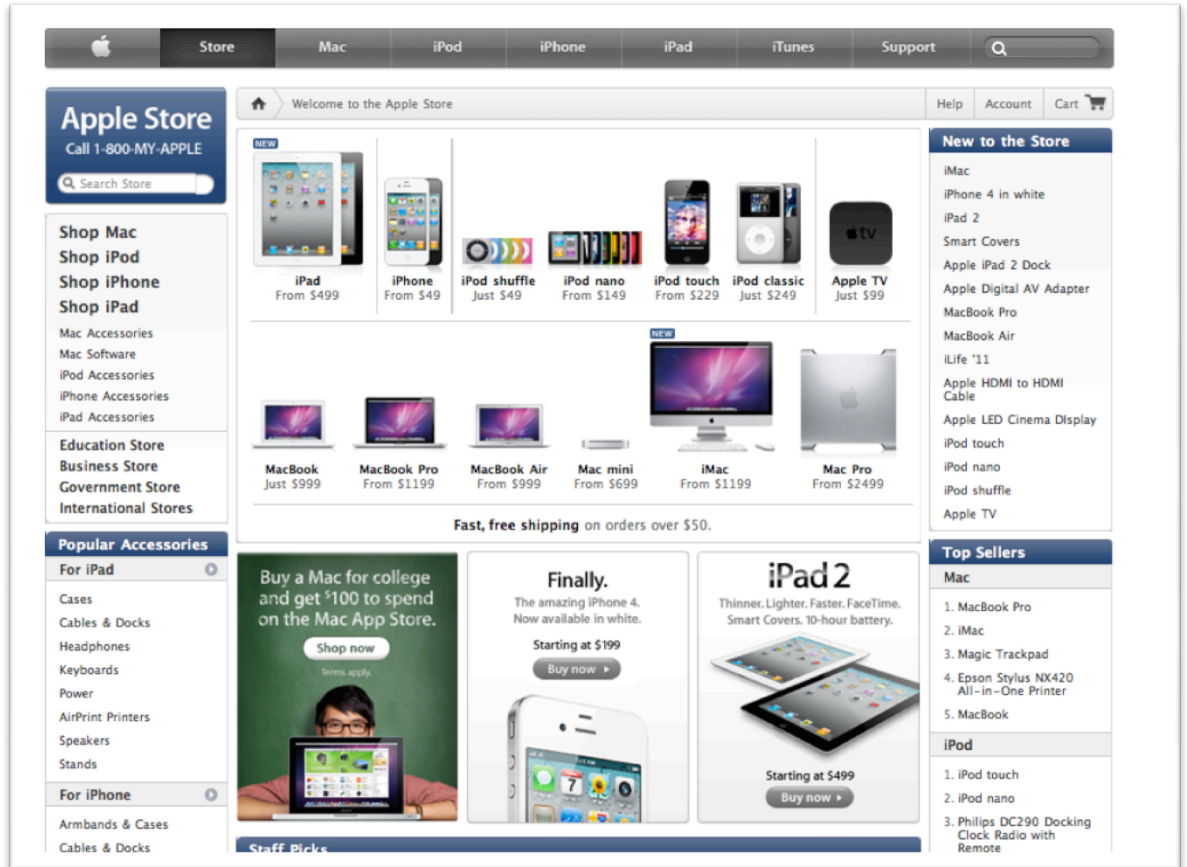 Store
Mac
iPod
iPhone
iPad
iTunes
Support
Apple Store
Call 1-800-MY-APPLE
Search Store
Welcome to the Apple Store
Help
Account
Cart
Shop Mac
Shop iPod
Shop iPhone
Shop iPad
Mac Accessories
Mac Software
iPod Accessories
iPhone Accessories
iPad Accessories
Education Store
Business Store
Government Store
International Stores
Popular Accessories
For iPad
Cases
Cables & Docks
Headphones
Keyboards
Power
AirPrint Printers
Speakers
Stands
For iPhone
Armbands & Cases
Cables & Docks
NEW
iPad
From $499
iPhone
From $49
iPod shuffle
Just $49
iPod nano
From $149
iPod touch
From $229
iPod classic
Just $249
tv
Apple TV
Just $99
MacBook
Just $999
MacBook Pro
From $1199
MacBook Air
From $999
Mac mini
From $699
NEW
iMac
From $1199
Mac Pro
From $2499
Fast, free shipping on orders over $50.
Buy a Mac for college
and get $100 to spend
on the Mac App Store.
Shop now
Terms apply.
Finally.
The amazing iPhone 4.
Now available in white.
Starting at $199
Buy now
7
iPad 2
Thinner. Lighter. Faster. FaceTime.
Smart Covers. 10-hour battery.
Starting at $499
Buy now
Staff Picks
New to the Store
iMac
iPhone 4 in white
iPad 2
Smart Covers
Apple iPad 2 Dock
Apple Digital AV Adapter
MacBook Pro
MacBook Air
iLife '11
Apple HDMI to HDMI
Cable
Apple LED Cinema DIsplay
iPod touch
iPod nano
iPod shuffle
Apple TV
Top Sellers
Mac
1. MacBook Pro
2. iMac
3. Magic Trackpad
4. Epson Stylus NX420
All-in-One Printer
5. MacBook
iPod
1. iPod touch
2. iPod nano
3. Philips DC290 Docking
Clock Radio with
Remote